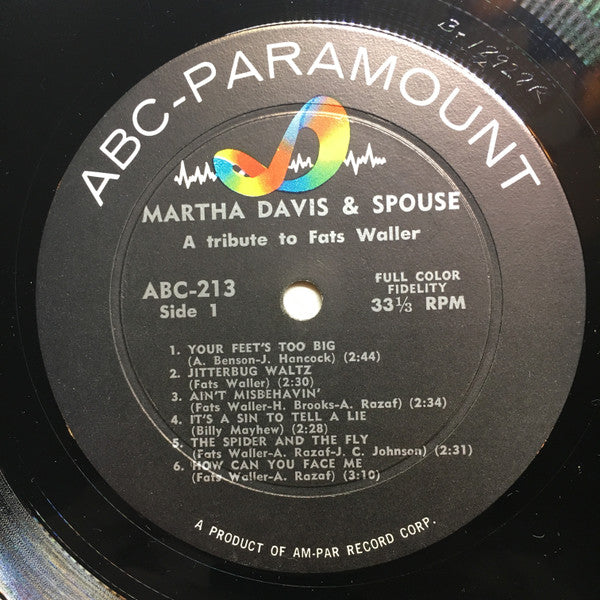 ABC-PARAMOUNT
MARTHA DAVIS & SPOUSE
A tribute to Fats Waller
ABC-213
Side 1
FULL COLOR
FIDELITY
33⅓ RPM
1. YOUR FEET'S TOO BIG
(A. Benson-J. Hancock) (2:44)
2. JITTERBUG WALTZ
(Fats Waller) (2:30)
3. AIN'T MISBEHAVIN'
(Fats Waller-H. Brooks-A. Razaf) (2:34)
4. IT'S A SIN TO TELL A LIE
(Billy Mayhew) (2:28)
5. THE SPIDER AND THE FLY
(Fats Waller-A. Razaf-J. C. Johnson) (2:31)
6. HOW CAN YOU FACE ME
(Fats Waller-A. Razaf) (3:10)
A PRODUCT OF AM-PAR RECORD CORP.